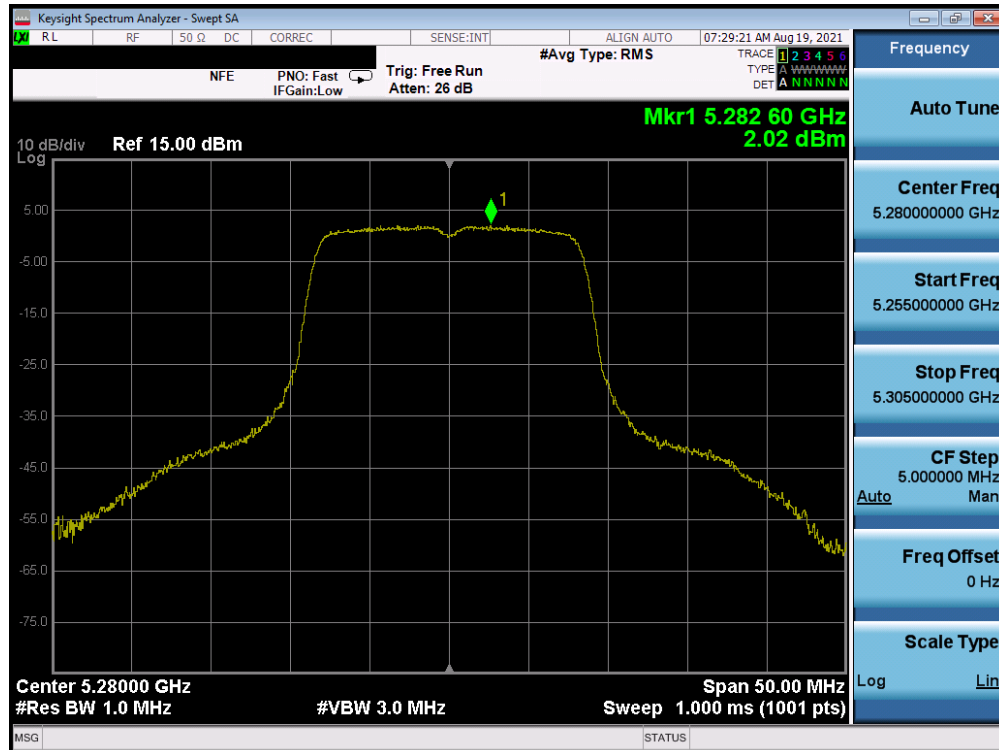 Keysight Spectrum Analyzer - Swept SA
LXI RL RF 50 Ω DC CORREC SENSE:INT ALIGN AUTO 07:29:21 AM Aug 19, 2021
#Avg Type: RMS TRACE 1 2 3 4 5 6
NFE PNO: Fast Trig: Free Run TYPE A WWWWW
IFGain:Low Atten: 26 dB DET A N N N N N
Mkr1 5.282 60 GHz
2.02 dBm
10 dB/div Ref 15.00 dBm
Log
1
5.00
-5.00
-15.0
-25.0
-35.0
-45.0
-55.0
-65.0
-75.0
Center 5.28000 GHz Span 50.00 MHz
#Res BW 1.0 MHz #VBW 3.0 MHz Sweep 1.000 ms (1001 pts)
MSG STATUS
Frequency
Auto Tune
Center Freq
5.280000000 GHz
Start Freq
5.255000000 GHz
Stop Freq
5.305000000 GHz
CF Step
5.000000 MHz
Auto Man
Freq Offset
0 Hz
Scale Type
Log Lin